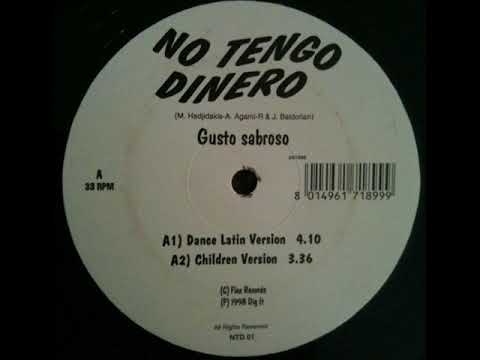 NO TENGO
DINERO
(M. Hadjidakis-A. Agami-R & J. Baldorian)
Gusto sabroso
A
33 RPM
8 014961 718999
A1) Dance Latin Version 4.10
A2) Children Version 3.36
(C) Flex Records
(P) 1998 Dig it
All Rights Reserved
NTD 01